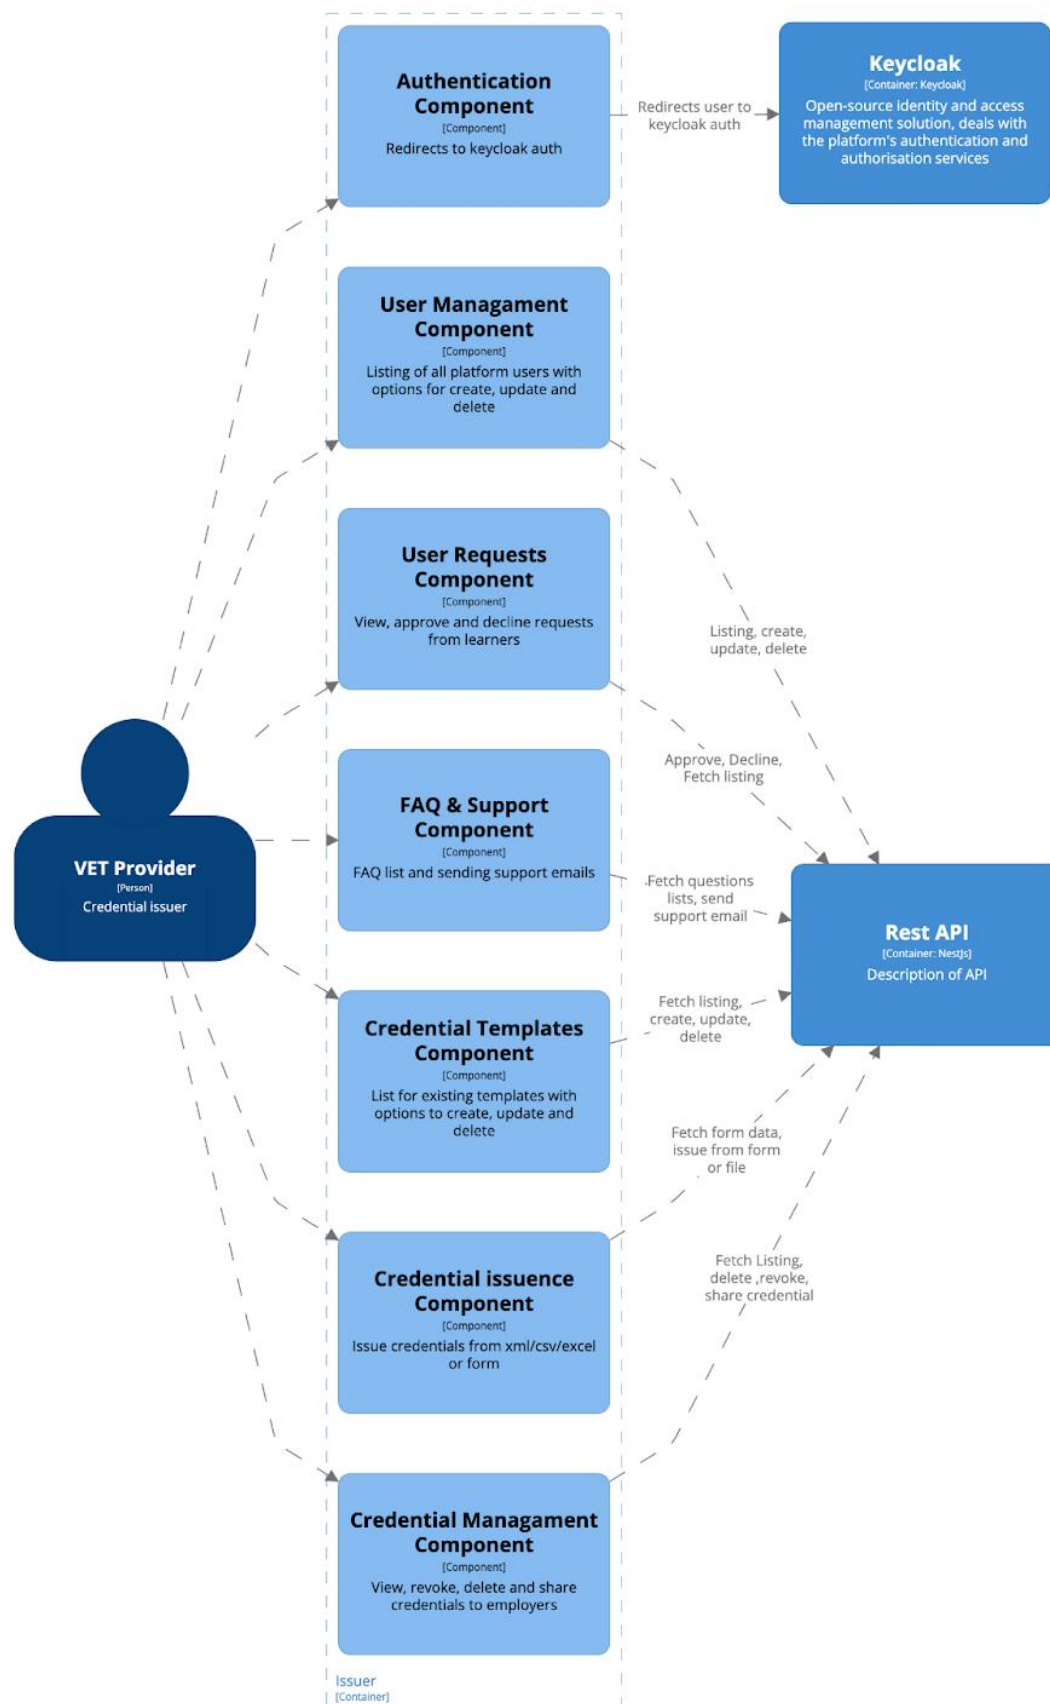 Authentication
Component
[Component]
Redirects to keycloak auth
Redirects user to
keycloak auth
Keycloak
[Container: Keycloak]
Open-source identity and access
management solution, deals with
the platform's authentication and
authorisation services
User Managament
Component
[Component]
Listing of all platform users with
options for create, update and
delete
Listing, create,
update, delete
User Requests
Component
[Component]
View, approve and decline requests
from learners
Approve, Decline,
Fetch listing
VET Provider
[Person]
Credential issuer
FAQ & Support
Component
[Component]
FAQ list and sending support emails
Fetch questions
lists, send
support email
Rest API
[Container: NestJs]
Description of API
Credential Templates
Component
[Component]
List for existing templates with
options to create, update and
delete
Fetch listing,
create, update,
delete
Credential issuence
Component
[Component]
Issue credentials from xml/csv/excel
or form
Fetch form data,
issue from form
or file
Credential Managament
Component
[Component]
View, revoke, delete and share
credentials to employers
Fetch Listing,
delete ,revoke,
share credential
Issuer
[Container]